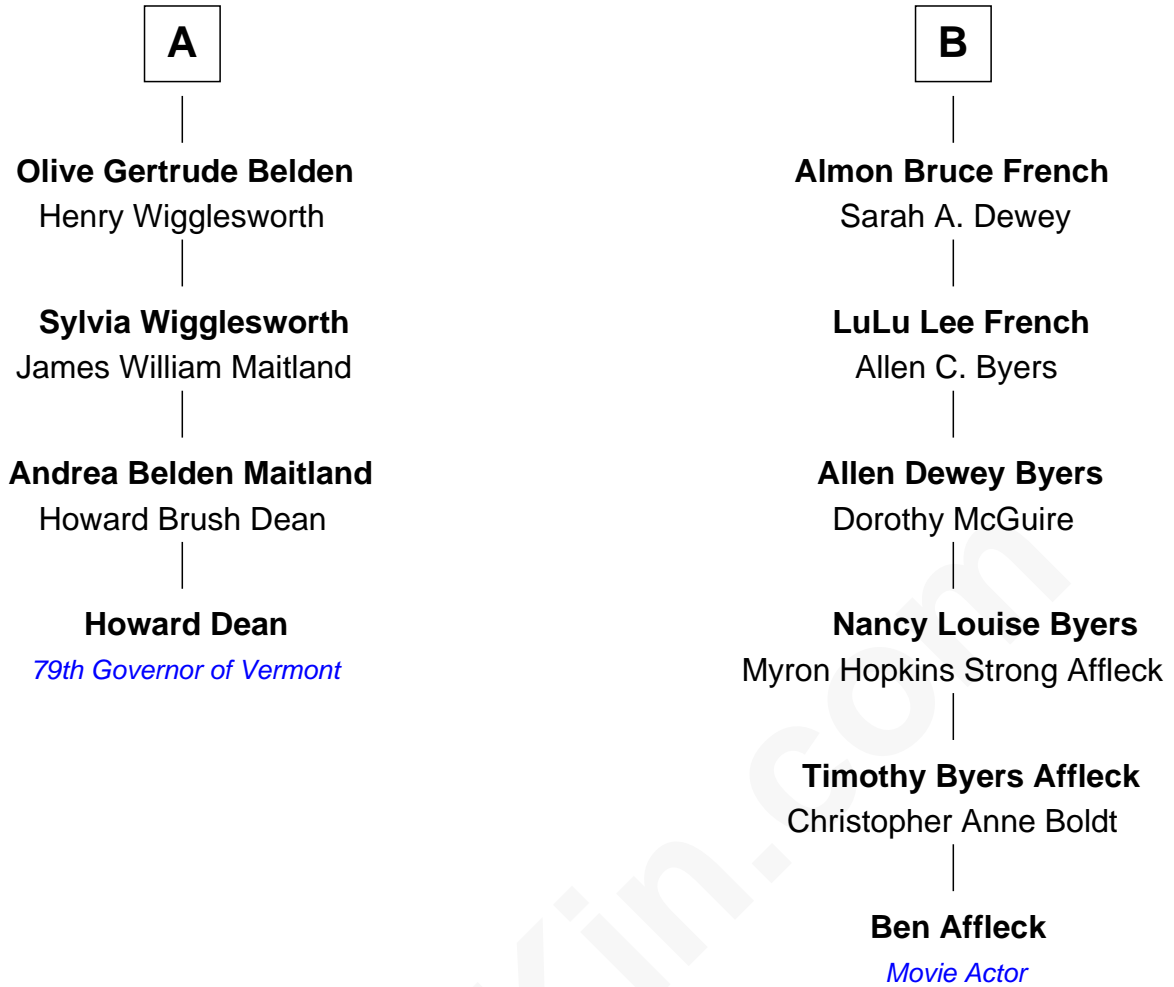 A
Olive Gertrude Belden
Henry Wigglesworth
Sylvia Wigglesworth
James William Maitland
Andrea Belden Maitland
Howard Brush Dean
Howard Dean
79th Governor of Vermont
B
Almon Bruce French
Sarah A. Dewey
LuLu Lee French
Allen C. Byers
Allen Dewey Byers
Dorothy McGuire
Nancy Louise Byers
Myron Hopkins Strong Affleck
Timothy Byers Affleck
Christopher Anne Boldt
Ben Affleck
Movie Actor
Kin.com